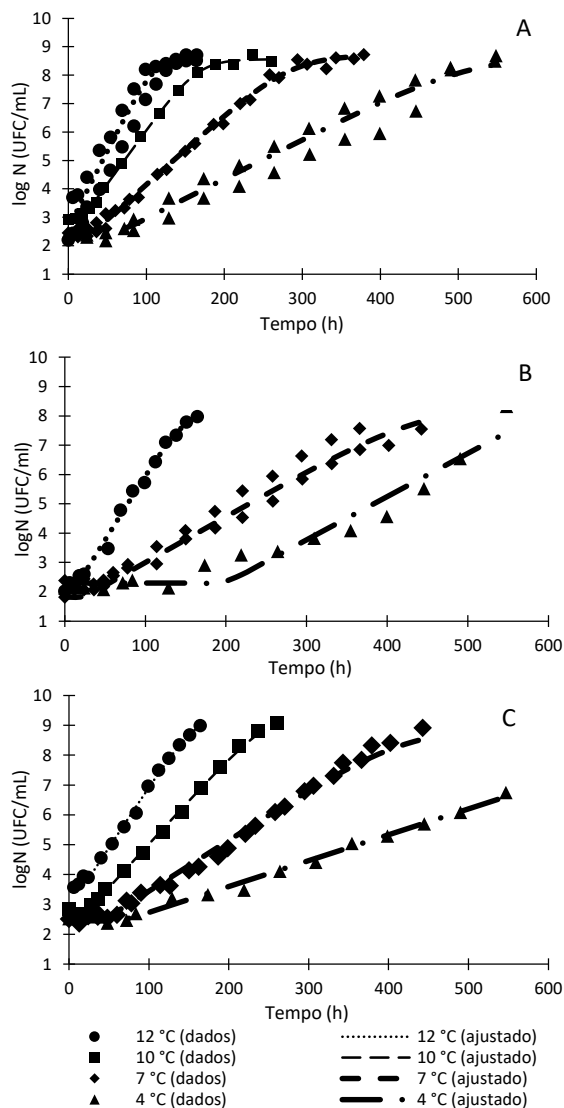 A
log N (UFC/mL)
10
9
8
7
6
5
4
3
2
1
0 100 200 300 400 500 600
Tempo (h)
B
logN (UFC/ml)
10
9
8
7
6
5
4
3
2
1
0 100 200 300 400 500 600
Tempo (h)
C
logN (UFC/mL)
10
9
8
7
6
5
4
3
2
1
0 100 200 300 400 500 600
Tempo (h)
12 °C (dados) 12 °C (ajustado)
10 °C (dados) 10 °C (ajustado)
7 °C (dados) 7 °C (ajustado)
4 °C (dados) 4 °C (ajustado)